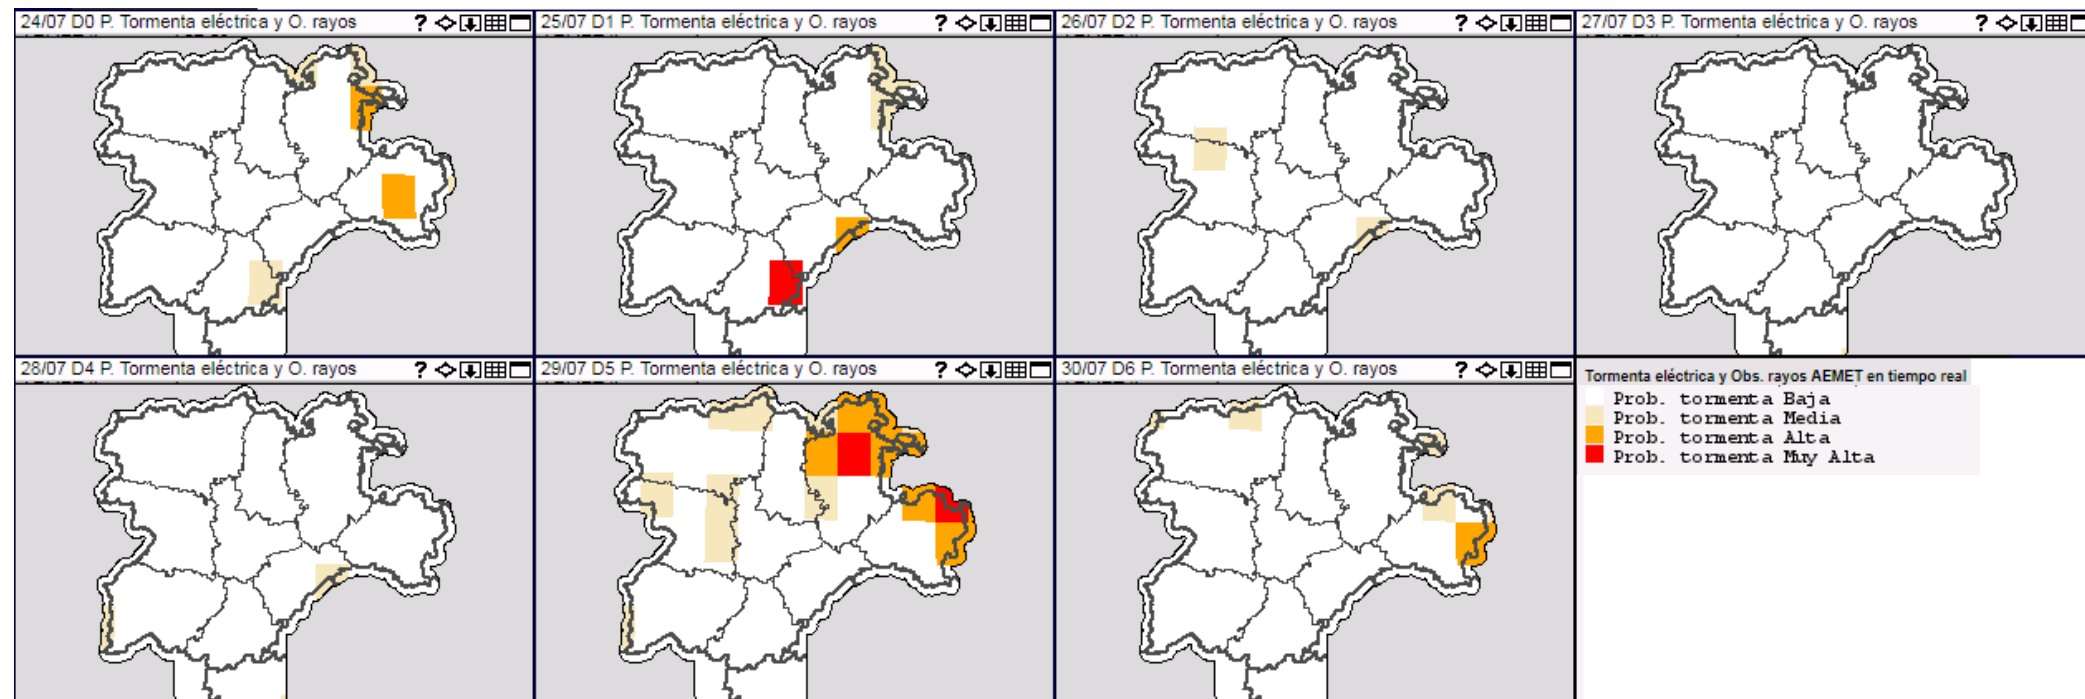 24/07 D0 P. Tormenta eléctrica y O. rayos ?
25/07 D1 P. Tormenta eléctrica y O. rayos ?
26/07 D2 P. Tormenta eléctrica y O. rayos ?
27/07 D3 P. Tormenta eléctrica y O. rayos ?
28/07 D4 P. Tormenta eléctrica y O. rayos ?
29/07 D5 P. Tormenta eléctrica y O. rayos ?
30/07 D6 P. Tormenta eléctrica y O. rayos ?
Tormenta eléctrica y Obs. rayos AEMET en tiempo real
Prob. tormenta Baja
Prob. tormenta Media
Prob. tormenta Alta
Prob. tormenta Muy Alta